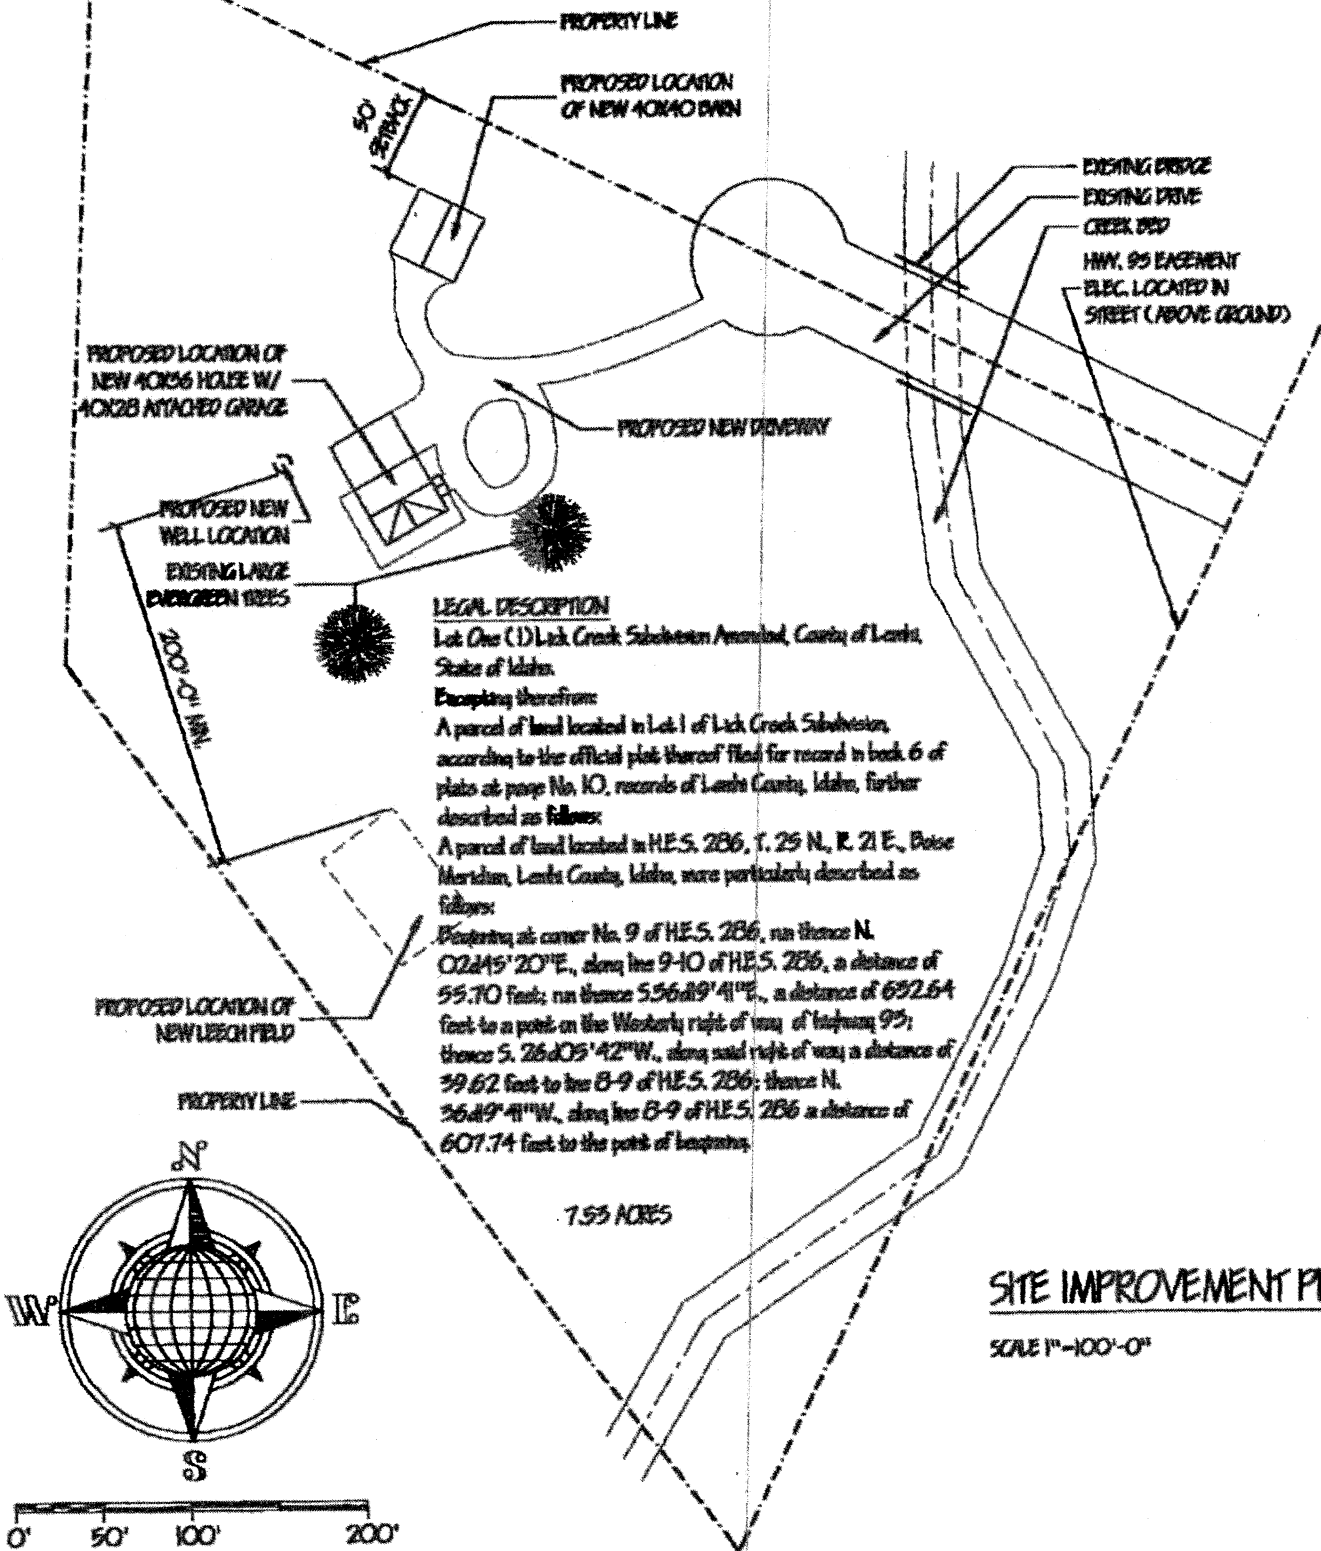 PROPERTY LINE
PROPOSED LOCATION
OF NEW 40X40 BARN
50'
SETBACK
EXISTING BRIDGE
EXISTING DRIVE
CREEK BED
HWY. 93 EASEMENT
ELEC. LOCATED IN
STREET (ABOVE GROUND)
PROPOSED LOCATION OF
NEW 40X36 HOUSE W/
40X28 ATTACHED GARAGE
PROPOSED NEW DRIVEWAY
PROPOSED NEW
WELL LOCATION
EXISTING LARGE
EVERGREEN TREES
200'-0" MIN.
LEGAL DESCRIPTION
Lot One (1) Lick Creek Subdivision Amended, County of Lemhi,
State of Idaho.
Excepting therefrom:
A parcel of land located in Lot 1 of Lick Creek Subdivision,
according to the official plat thereof filed for record in book 6 of
plats at page No. 10, records of Lemhi County, Idaho, further
described as follows:
A parcel of land located in H.E.S. 286, T. 25 N., R. 21 E., Boise
Meridian, Lemhi County, Idaho, more particularly described as
follows:
Beginning at corner No. 9 of H.E.S. 286, run thence N.
02d45'20"E., along line 9-10 of H.E.S. 286, a distance of
55.70 feet; run thence a distance of 632.64
feet to a point on the Westerly right of way of highway 93;
thence S. 26d05'42"W., along said right of way a distance of
39.62 feet to line 8-9 of H.E.S. 286; thence N.
along line 8-9 of H.E.S. 286 a distance of
607.74 feet to the point of beginning.
PROPOSED LOCATION OF
NEW LEECH FIELD
PROPERTY LINE
7.53 ACRES
N
W
E
S
SITE IMPROVEMENT
SCALE 1"-100'-0"
0'
50'
100'
200'